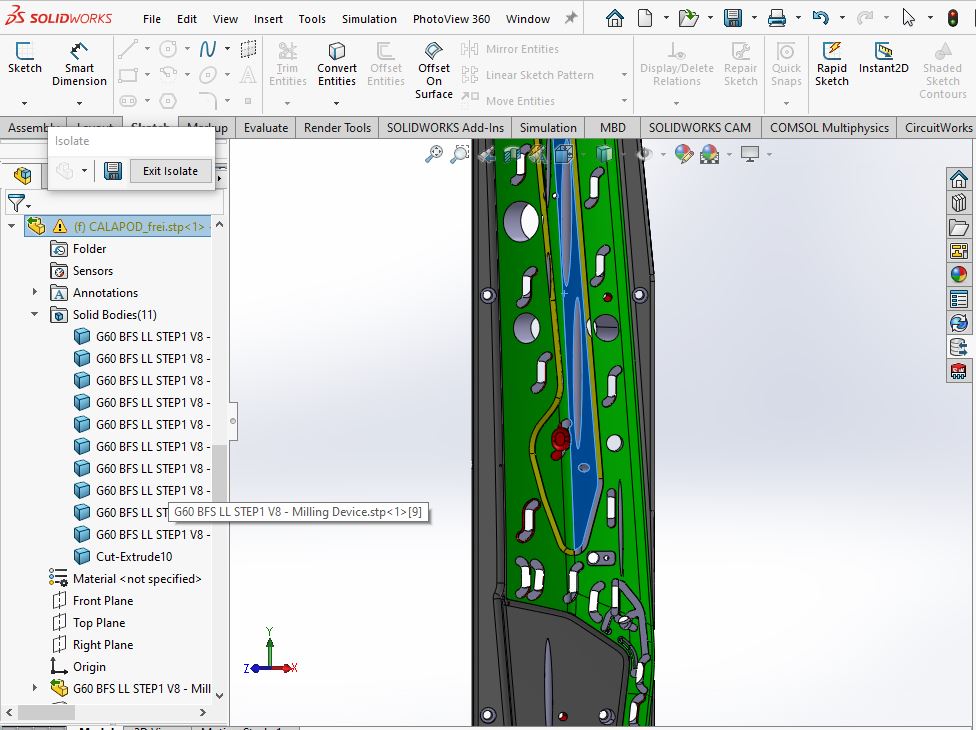 SOLIDWORKS
File Edit View Insert Tools Simulation PhotoView 360 Window
Sketch
Smart Dimension
Trim Entities
Convert Entities
Offset Entities
Offset On Surface
Mirror Entities
Linear Sketch Pattern
Move Entities
Display/Delete Relations
Repair Sketch
Quick Snaps
Rapid Sketch
Instant2D
Shaded Sketch Contours
Evaluate Render Tools SOLIDWORKS Add-Ins Simulation MBD SOLIDWORKS CAM COMSOL Multiphysics CircuitWorks
Isolate
Exit Isolate
(f) CALAPOD_frei.stp<1>
Folder
Sensors
Annotations
Solid Bodies(11)
G60 BFS LL STEP1 V8 -
G60 BFS LL STEP1 V8 -
G60 BFS LL STEP1 V8 -
G60 BFS LL STEP1 V8 -
G60 BFS LL STEP1 V8 -
G60 BFS LL STEP1 V8 -
G60 BFS LL STEP1 V8 -
G60 BFS LL STEP1 V8 -
G60 BFS LL ST
G60 BFS LL STEP1 V8 - Milling Device.stp<1>[9]
G60 BFS LL STEP1 V8 -
Cut-Extrude10
Material <not specified>
Front Plane
Top Plane
Right Plane
Origin
G60 BFS LL STEP1 V8 - Mill
Y
Z
X